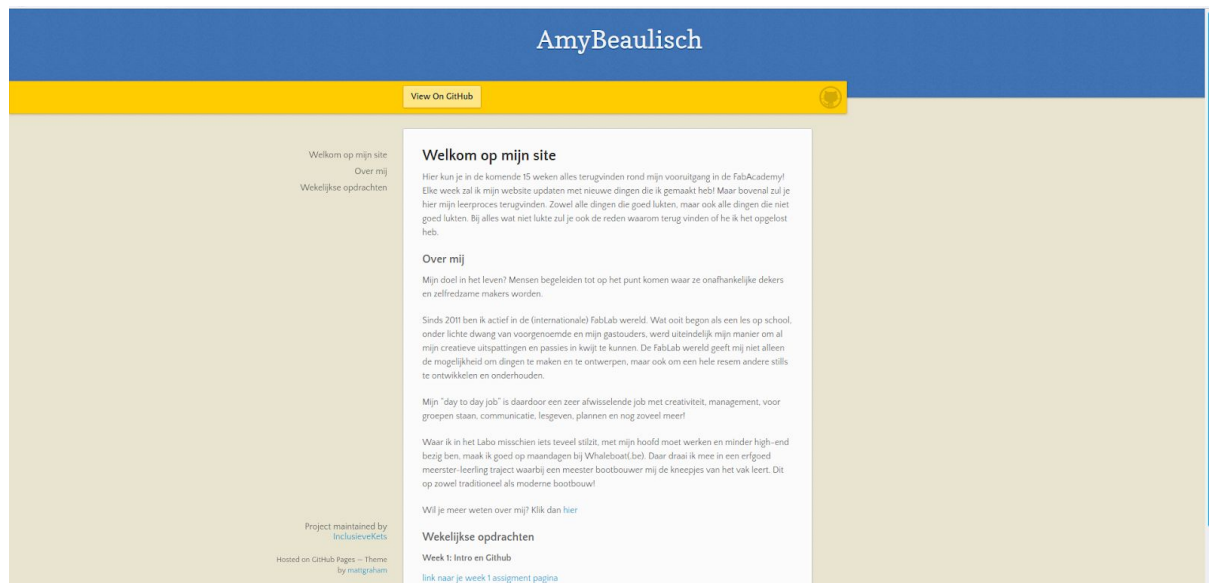 AmyBeaulisch
View On GitHub
Welkom op mijn site
Over mij
Wekelijkse opdrachten
Welkom op mijn site
Hier kun je in de komende 15 weken alles terugvinden rond mijn vooruitgang in de FabAcademy!
Elke week zal ik mijn website updaten met nieuwe dingen die ik gemaakt heb! Maar bovenal zul je
hier mijn leerproces terugvinden. Zowel alle dingen die goed lukten, maar ook alle dingen die niet
goed lukten. Bij alles wat niet lukte zul je ook de reden waarom terug vinden of he ik het opgelost
heb.
Over mij
Mijn doel in het leven? Mensen begeleiden tot op het punt komen waar ze onafhankelijke dekers
en zelfredzame makers worden.
Sinds 2011 ben ik actief in de (internationale) FabLab wereld. Wat ooit begon als een les op school,
onder lichte dwang van voorgenoemde en mijn gastouders, werd uiteindelijk mijn manier om al
mijn creatieve uitspattingen en passies in kwijt te kunnen. De FabLab wereld geeft mij niet alleen
de mogelijkheid om dingen te maken en te ontwerpen, maar ook om een hele resem andere stills
te ontwikkelen en onderhouden.
Mijn "day to day job" is daardoor een zeer afwisselende job met creativiteit, management, voor
groepen staan, communicatie, lesgeven, plannen en nog zoveel meer!
Waar ik in het Labo misschien iets teveel stilzit, met mijn hoofd moet werken en minder high-end
bezig ben, maak ik goed op maandagen bij Whaleboat(.be). Daar draai ik mee in een erfgoed
meerster-leerling traject waarbij een meester bootbouwer mij de kneepjes van het vak leert. Dit
op zowel traditioneel als moderne bootbouw!
Wil je meer weten over mij? Klik dan hier
Wekelijkse opdrachten
Week 1: Intro en Github
link naar je week 1 assigment pagina
Project maintained by
InclusieveKets
Hosted on GitHub Pages — Theme
by mattgraham